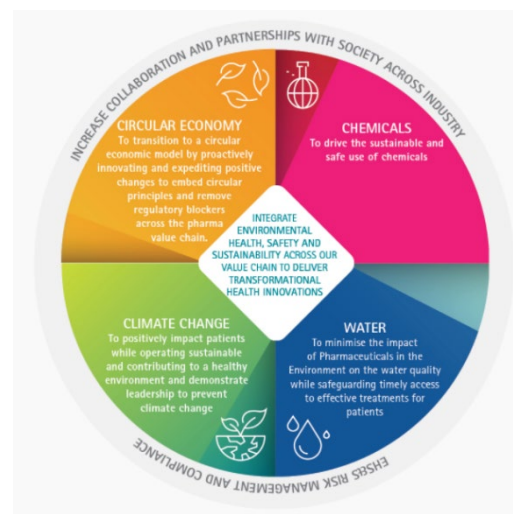 INCREASE COLLABORATION AND PARTNERSHIPS WITH SOCIETY ACROSS INDUSTRY
CIRCULAR ECONOMY
To transition to a circular
economic model by proactively
innovating and expediting positive
changes to embed circular
principles and remove
regulatory blockers
across the pharma
value chain.
CHEMICALS
To drive the sustainable and
safe use of chemicals
INTEGRATE
ENVIRONMENTAL
HEALTH, SAFETY AND
SUSTAINABILITY ACROSS OUR
VALUE CHAIN TO DELIVER
TRANSFORMATIONAL
HEALTH INNOVATIONS
CLIMATE CHANGE
To positively impact patients
while operating sustainable
and contributing to a healthy
environment and demonstrate
leadership to prevent
climate change
WATER
To minimise the impact
of Pharmaceuticals in the
Environment on the water quality
while safeguarding timely access
to effective treatments for
patients
EHS&S RISK MANAGEMENT AND COMPLIANCE